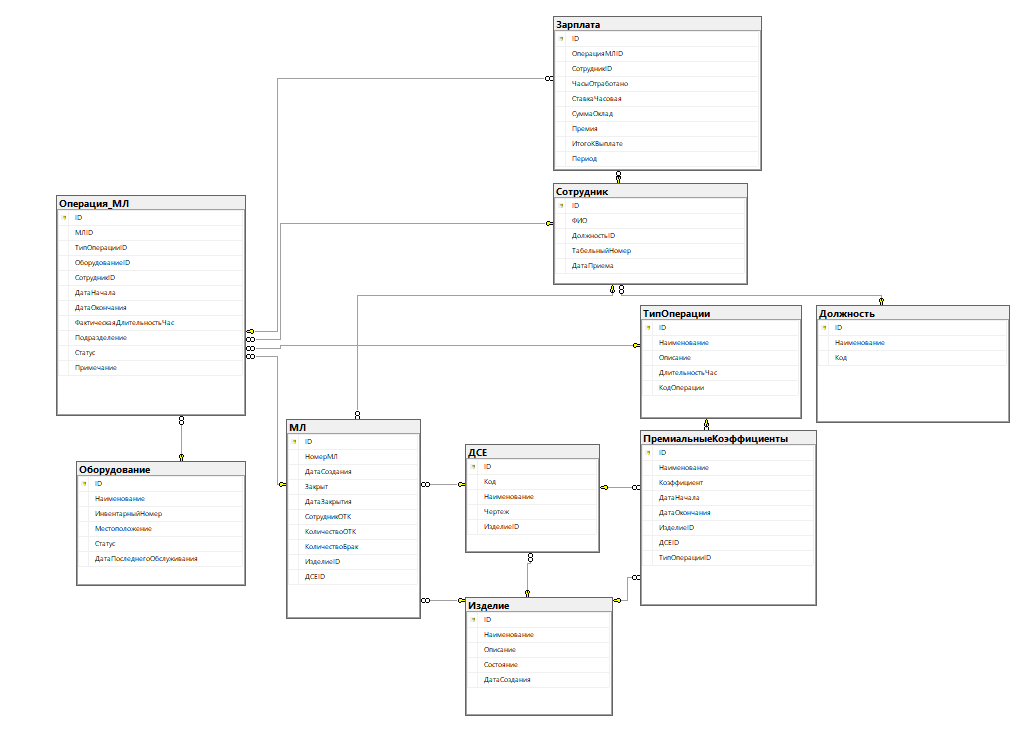 Зарплата
ID
ОперацияМЛID
СотрудникID
ЧасыОтработано
СтавкаЧасовая
СуммаОклад
Премия
ИтогоКВыплате
Период
Сотрудник
ID
ФИО
ДолжностьID
ТабельныйНомер
ДатаПриема
Операция_МЛ
ID
МЛID
ТипОперацииID
ОборудованиеID
СотрудникID
ДатаНачала
ДатаОкончания
ФактическаяДлительностьЧас
Подразделение
Статус
Примечание
ТипОперации
ID
Наименование
Описание
ДлительностьЧас
КодОперации
Должность
ID
Наименование
Код
МЛ
ID
НомерМЛ
ДатаСоздания
Закрыт
ДатаЗакрытия
СотрудникОТК
КоличествоОТК
КоличествоБрак
ИзделиеID
ДСЕID
ДСЕ
ID
Код
Наименование
Чертеж
ИзделиеID
ПремиальныеКоэффициенты
ID
Наименование
Коэффициент
ДатаНачала
ДатаОкончания
ИзделиеID
ДСЕID
ТипОперацииID
Оборудование
ID
Наименование
ИнвентарныйНомер
Местоположение
Статус
ДатаПоследнегоОбслуживания
Изделие
ID
Наименование
Описание
Состояние
ДатаСоздания